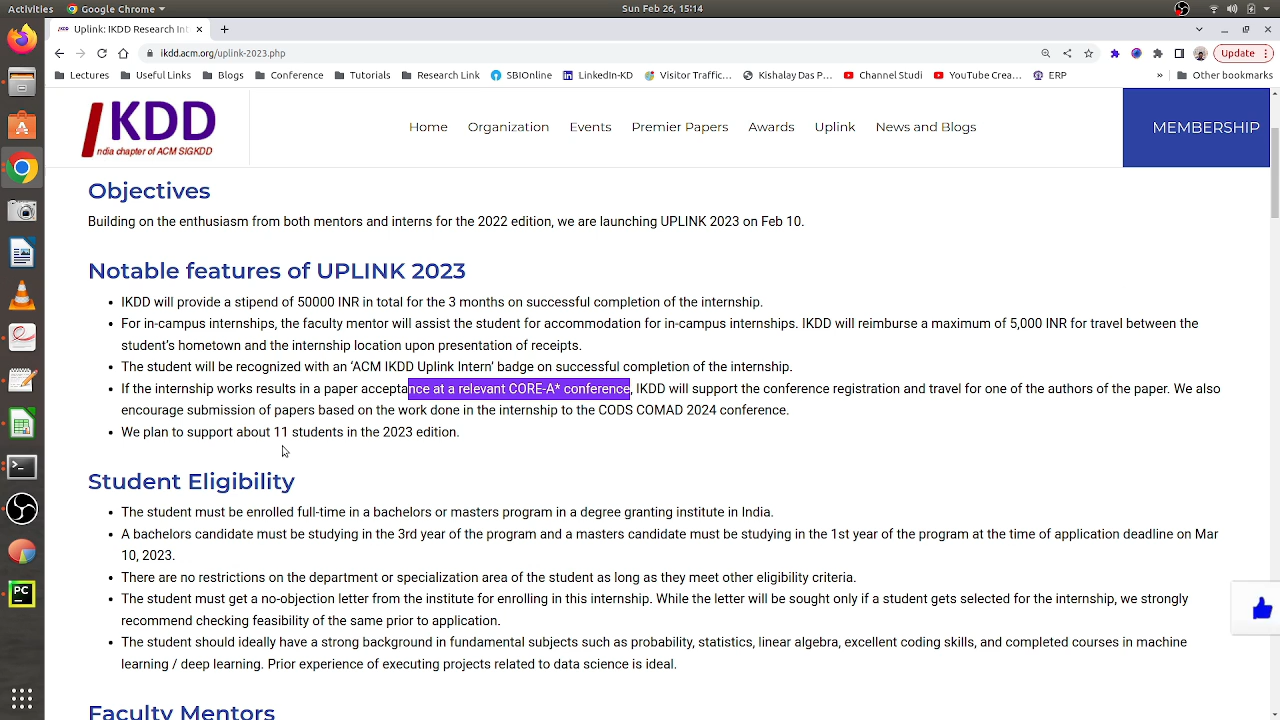 Activities Google Chrome Sun Feb 26, 15:14
Uplink: IKDD Research Int
ikdd.acm.org/uplink-2023.php Update
Lectures Useful Links Blogs Conference Tutorials Research Link SBIOnline LinkedIn-KD Visitor Traffic... Kishalay Das P... Channel Studi YouTube Crea... ERP » Other bookmarks
IKDD
India chapter of ACM SIGKDD
Home Organization Events Premier Papers Awards Uplink News and Blogs MEMBERSHIP
Objectives
Building on the enthusiasm from both mentors and interns for the 2022 edition, we are launching UPLINK 2023 on Feb 10.
Notable features of UPLINK 2023
• IKDD will provide a stipend of 50000 INR in total for the 3 months on successful completion of the internship.
• For in-campus internships, the faculty mentor will assist the student for accommodation for in-campus internships. IKDD will reimburse a maximum of 5,000 INR for travel between the
student's hometown and the internship location upon presentation of receipts.
• The student will be recognized with an ‘ACM IKDD Uplink Intern’ badge on successful completion of the internship.
• If the internship works results in a paper acceptance at a relevant CORE-A* conference, IKDD will support the conference registration and travel for one of the authors of the paper. We also
encourage submission of papers based on the work done in the internship to the CODS COMAD 2024 conference.
• We plan to support about 11 students in the 2023 edition.
Student Eligibility
• The student must be enrolled full-time in a bachelors or masters program in a degree granting institute in India.
• A bachelors candidate must be studying in the 3rd year of the program and a masters candidate must be studying in the 1st year of the program at the time of application deadline on Mar
10, 2023.
• There are no restrictions on the department or specialization area of the student as long as they meet other eligibility criteria.
• The student must get a no-objection letter from the institute for enrolling in this internship. While the letter will be sought only if a student gets selected for the internship, we strongly
recommend checking feasibility of the same prior to application.
• The student should ideally have a strong background in fundamental subjects such as probability, statistics, linear algebra, excellent coding skills, and completed courses in machine
learning / deep learning. Prior experience of executing projects related to data science is ideal.
Faculty Mentors
PC